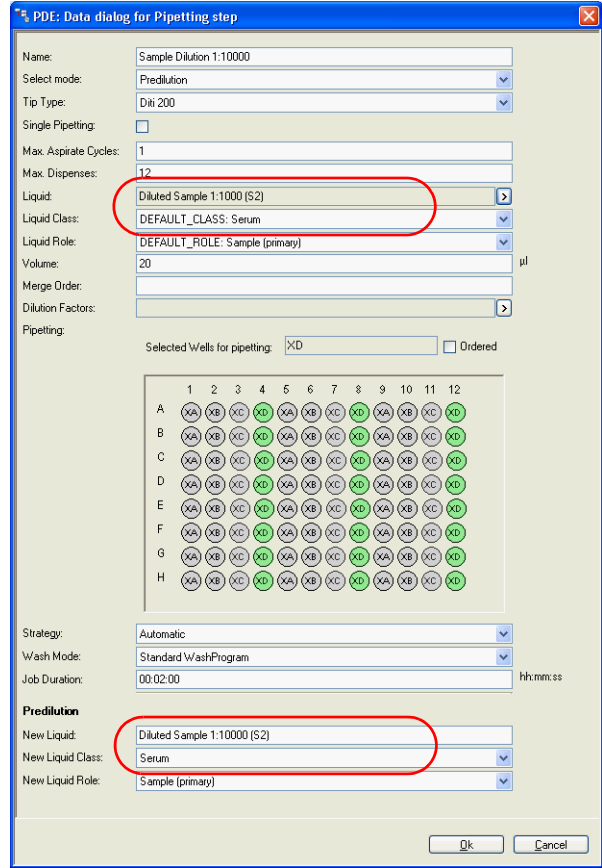 PDE: Data dialog for Pipetting step
Name: Sample Dilution 1:10000
Select mode: Predilution
Tip Type: Diti 200
Single Pipetting:
Max. Aspirate Cycles: 1
Max. Dispenses: 12
Liquid: Diluted Sample 1:1000 (S2) >
Liquid Class: DEFAULT_CLASS: Serum
Liquid Role: DEFAULT_ROLE: Sample (primary)
Volume: 20 µl
Merge Order:
Dilution Factors: >
Pipetting:
Selected Wells for pipetting: XD Ordered
1 2 3 4 5 6 7 8 9 10 11 12
A XA XB XC XD XA XB XC XD XA XB XC XD
B XA XB XC XD XA XB XC XD XA XB XC XD
C XA XB XC XD XA XB XC XD XA XB XC XD
D XA XB XC XD XA XB XC XD XA XB XC XD
E XA XB XC XD XA XB XC XD XA XB XC XD
F XA XB XC XD XA XB XC XD XA XB XC XD
G XA XB XC XD XA XB XC XD XA XB XC XD
H XA XB XC XD XA XB XC XD XA XB XC XD
Strategy: Automatic
Wash Mode: Standard WashProgram
Job Duration: 00:02:00 hh:mm:ss
Predilution
New Liquid: Diluted Sample 1:10000 (S2)
New Liquid Class: Serum
New Liquid Role: Sample (primary)
Ok Cancel